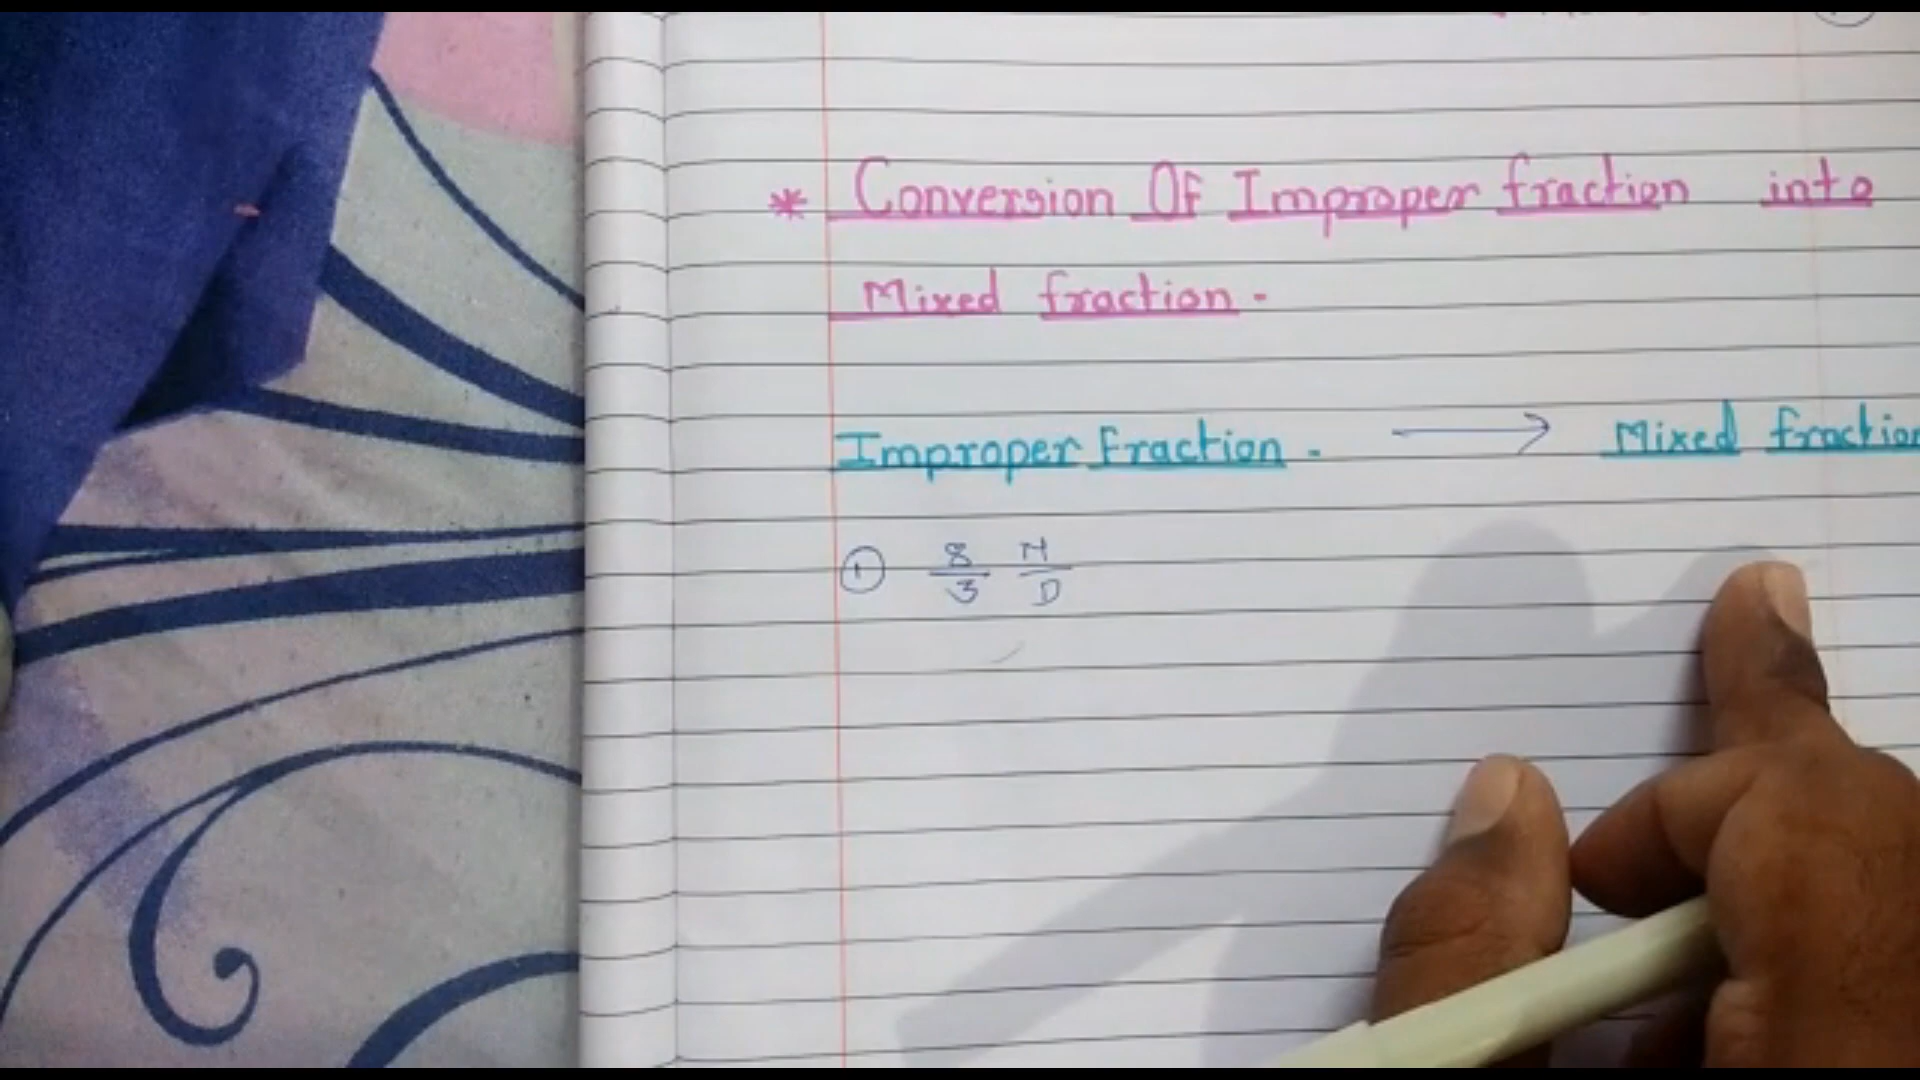 * Conversion Of Improper fraction into
Mixed fraction.
Improper Fraction. → Mixed fraction
① 8/3 N/D